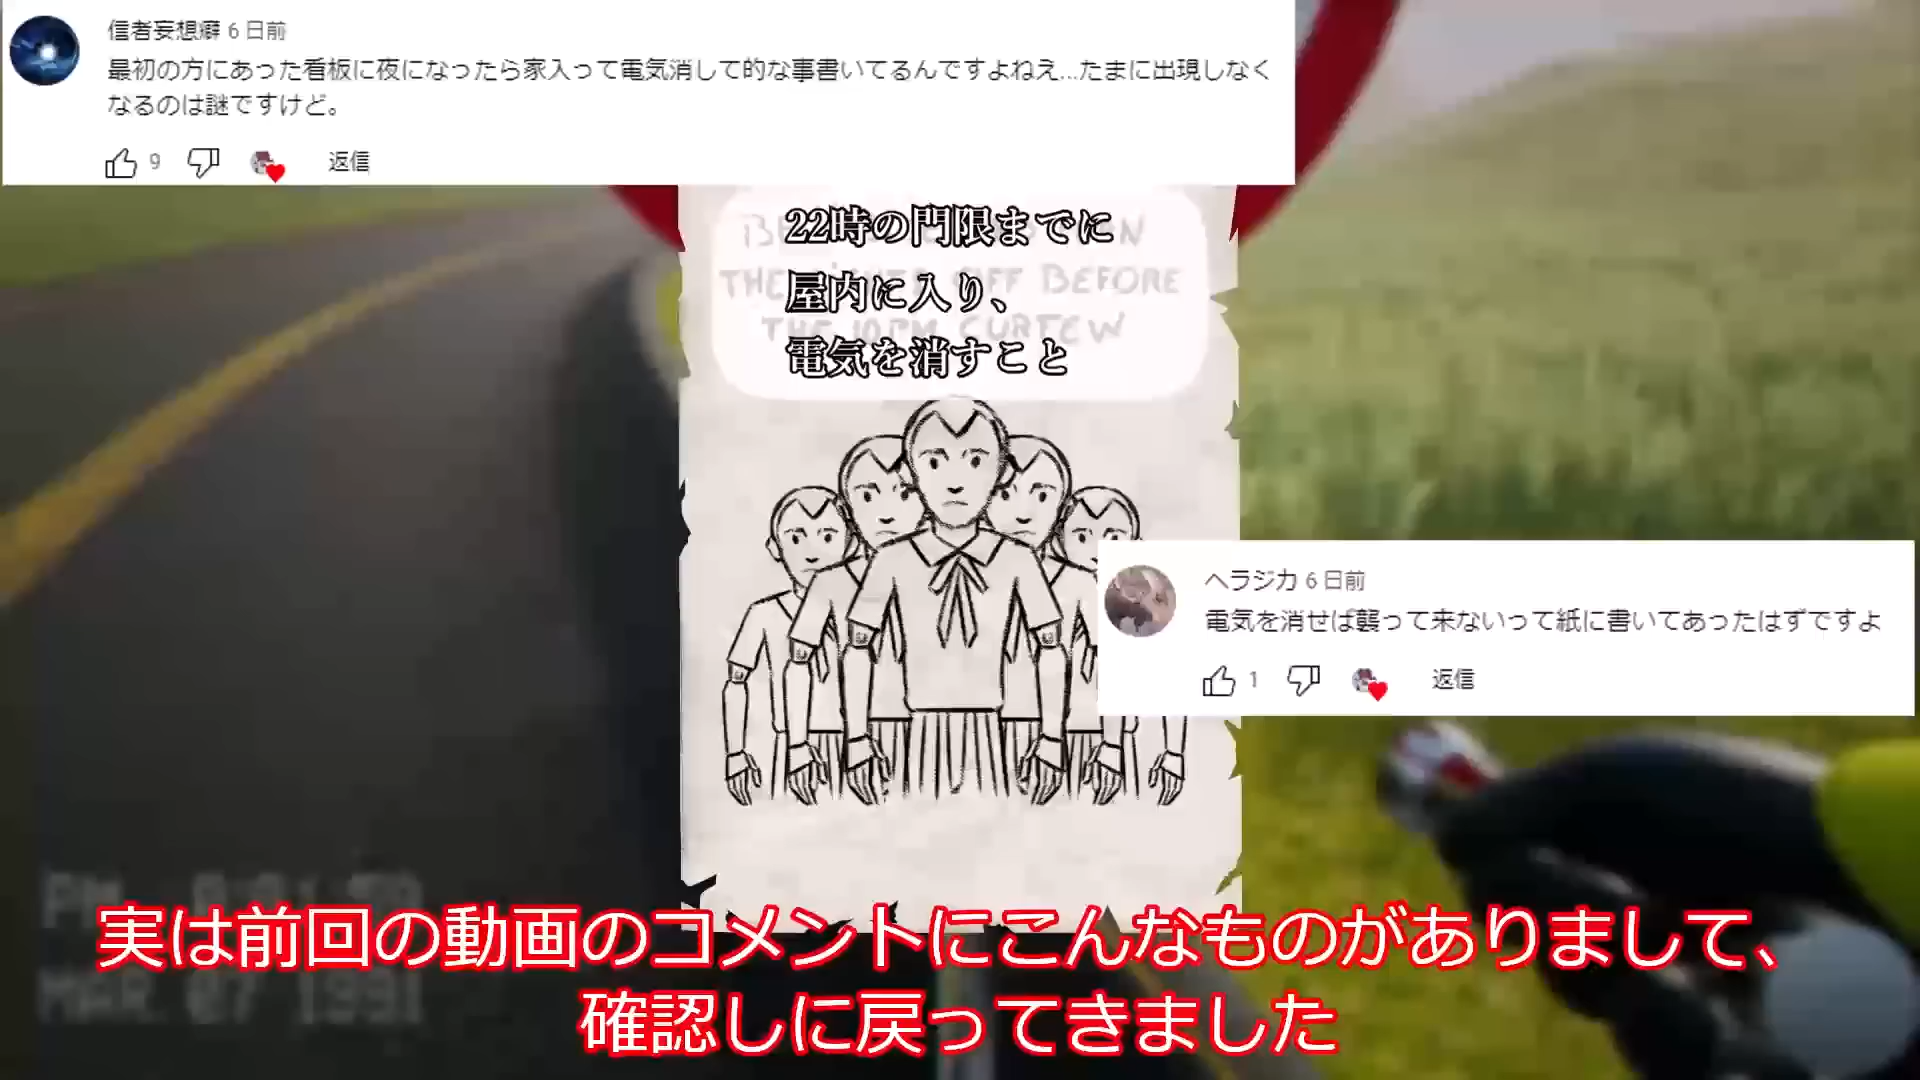 信者妄想癖 6 日前
最初の方にあった看板に夜になったら家入って電気消して的な事書いてるんですよねえ...たまに出現しなく
なるのは謎ですけど。
9
返信
22時の門限までに
屋内に入り、
電気を消すこと
THE OFF BEFORE
THE 10PM CURFEW
ヘラジカ 6 日前
電気を消せば襲って来ないって紙に書いてあったはずですよ
1
返信
PM
MAR. 07 1991
実は前回の動画のコメントにこんなものがありまして、
確認しに戻ってきました